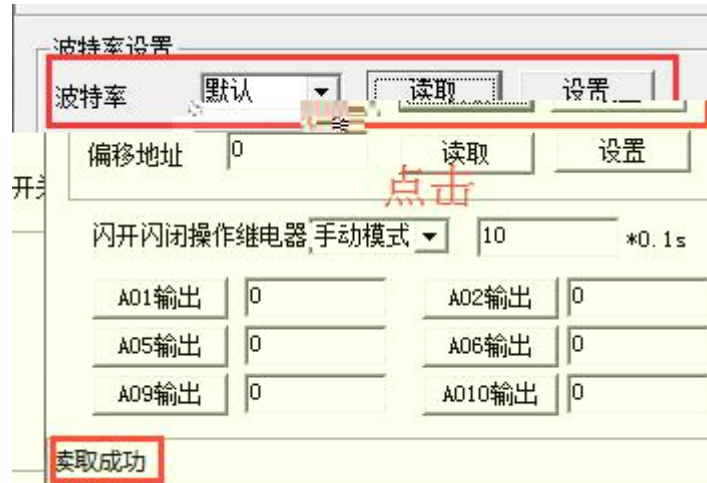 波特率设置
波特率 默认 读取 设置
偏移地址 0 读取 设置
点击
闪开闪闭操作继电器 手动模式 10 *0.1s
A01输出 0 A02输出 0
A05输出 0 A06输出 0
A09输出 0 A010输出 0
读取成功